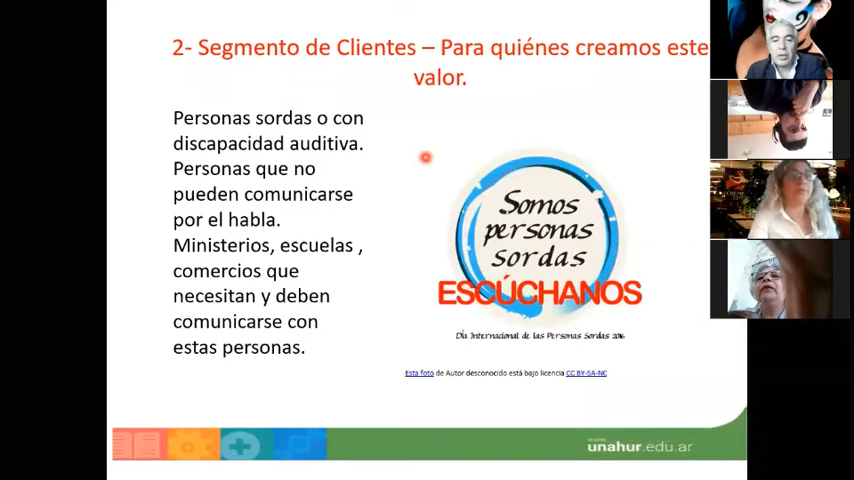 2- Segmento de Clientes – Para quiénes creamos este
valor.
Personas sordas o con
discapacidad auditiva.
Personas que no
pueden comunicarse
por el habla.
Ministerios, escuelas ,
comercios que
necesitan y deben
comunicarse con
estas personas.
Somos
personas
sordas
ESCÚCHANOS
Día Internacional de las Personas Sordas 2016
Esta foto de Autor desconocido está bajo licencia CC BY-SA-NC
unahur.edu.ar